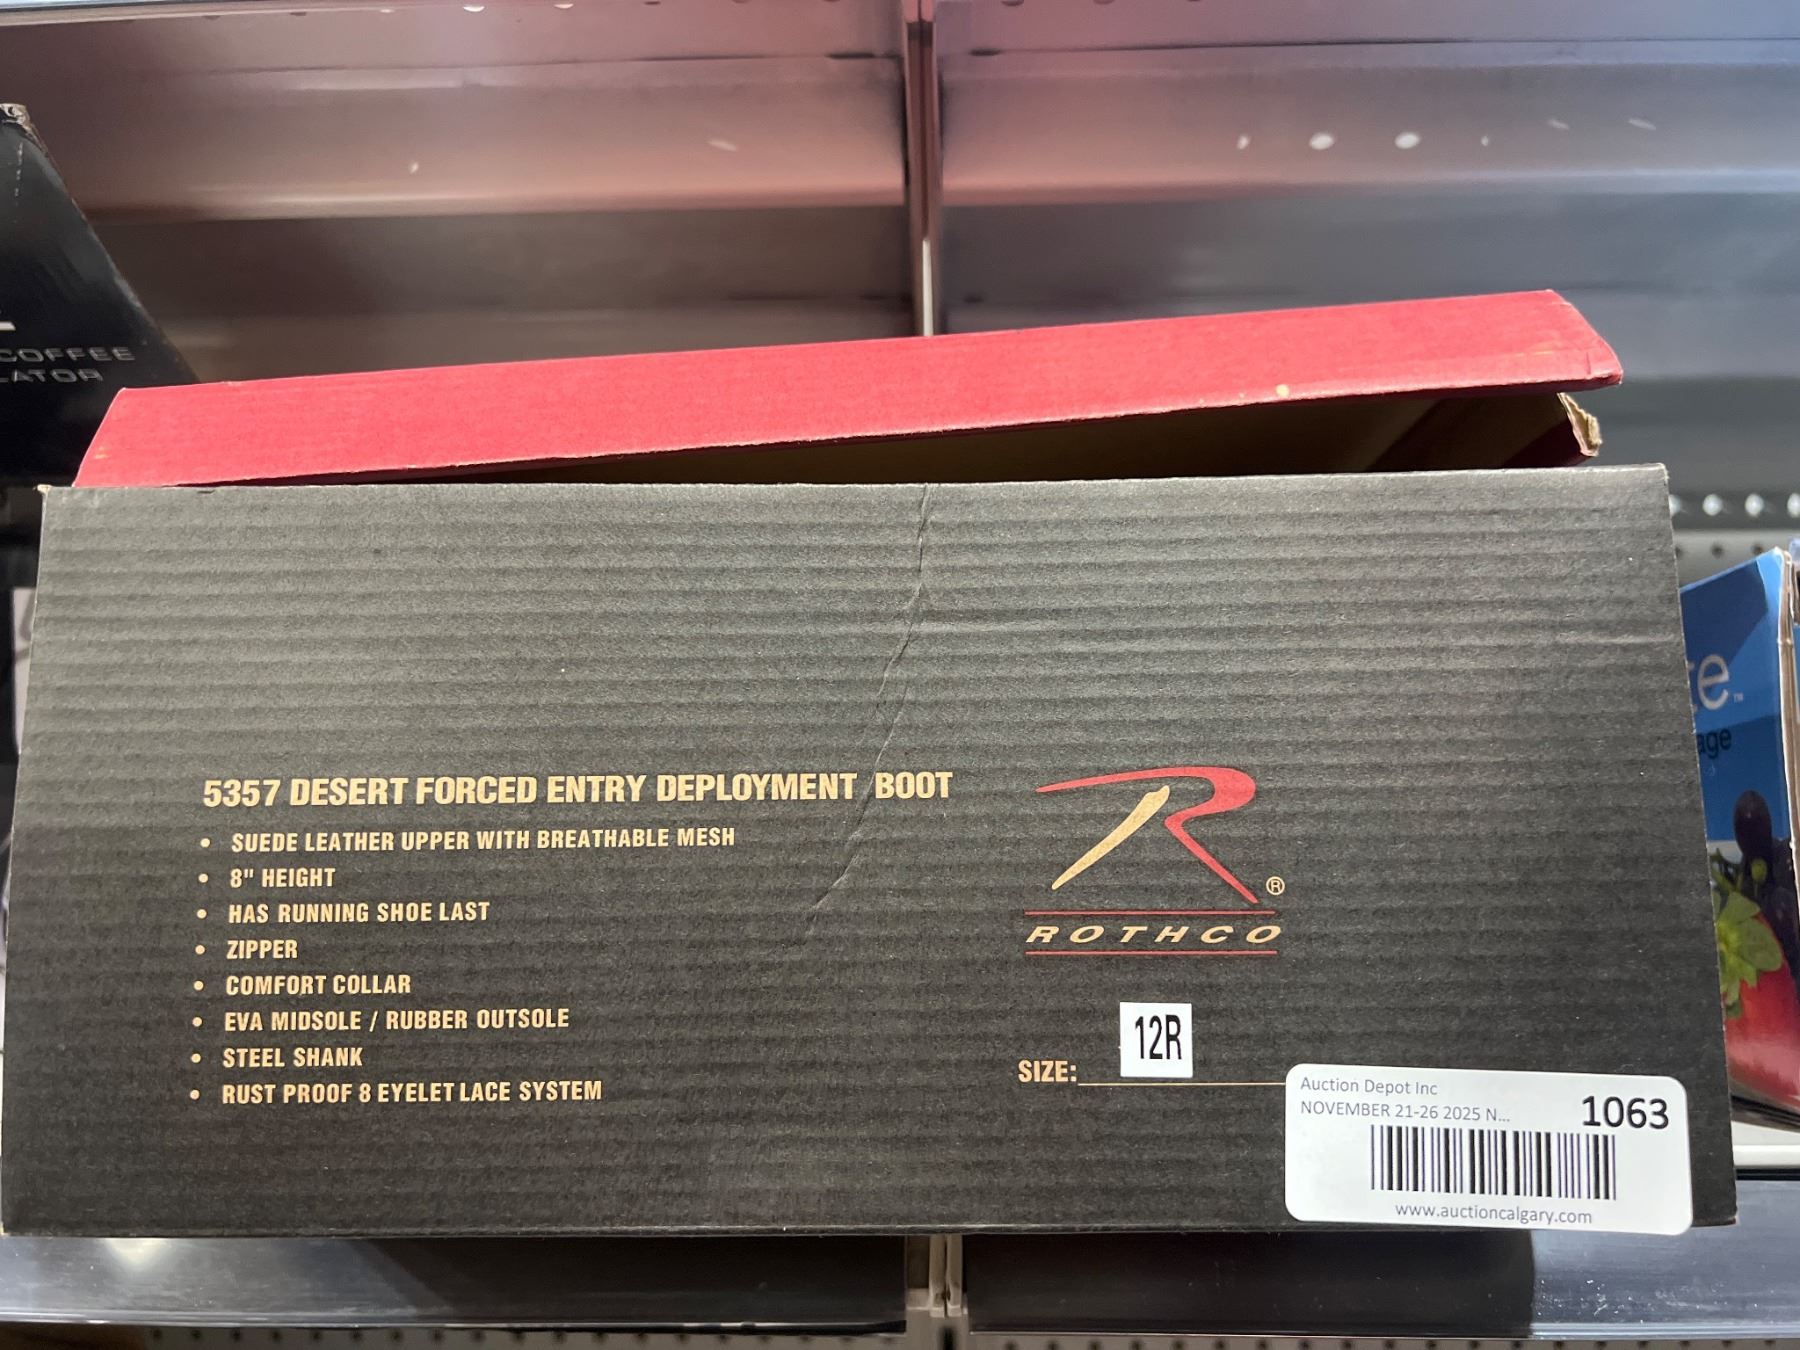 COFFEE
5357 DESERT FORCED ENTRY DEPLOYMENT BOOT
• SUEDE LEATHER UPPER WITH BREATHABLE MESH
• 8" HEIGHT
• HAS RUNNING SHOE LAST
• ZIPPER
• COMFORT COLLAR
• EVA MIDSOLE / RUBBER OUTSOLE
• STEEL SHANK
• RUST PROOF 8 EYELET LACE SYSTEM
R®
ROTHCO
SIZE: 12R
Auction Depot Inc
NOVEMBER 21-26 2025 N...
1063
www.auctioncalgary.com